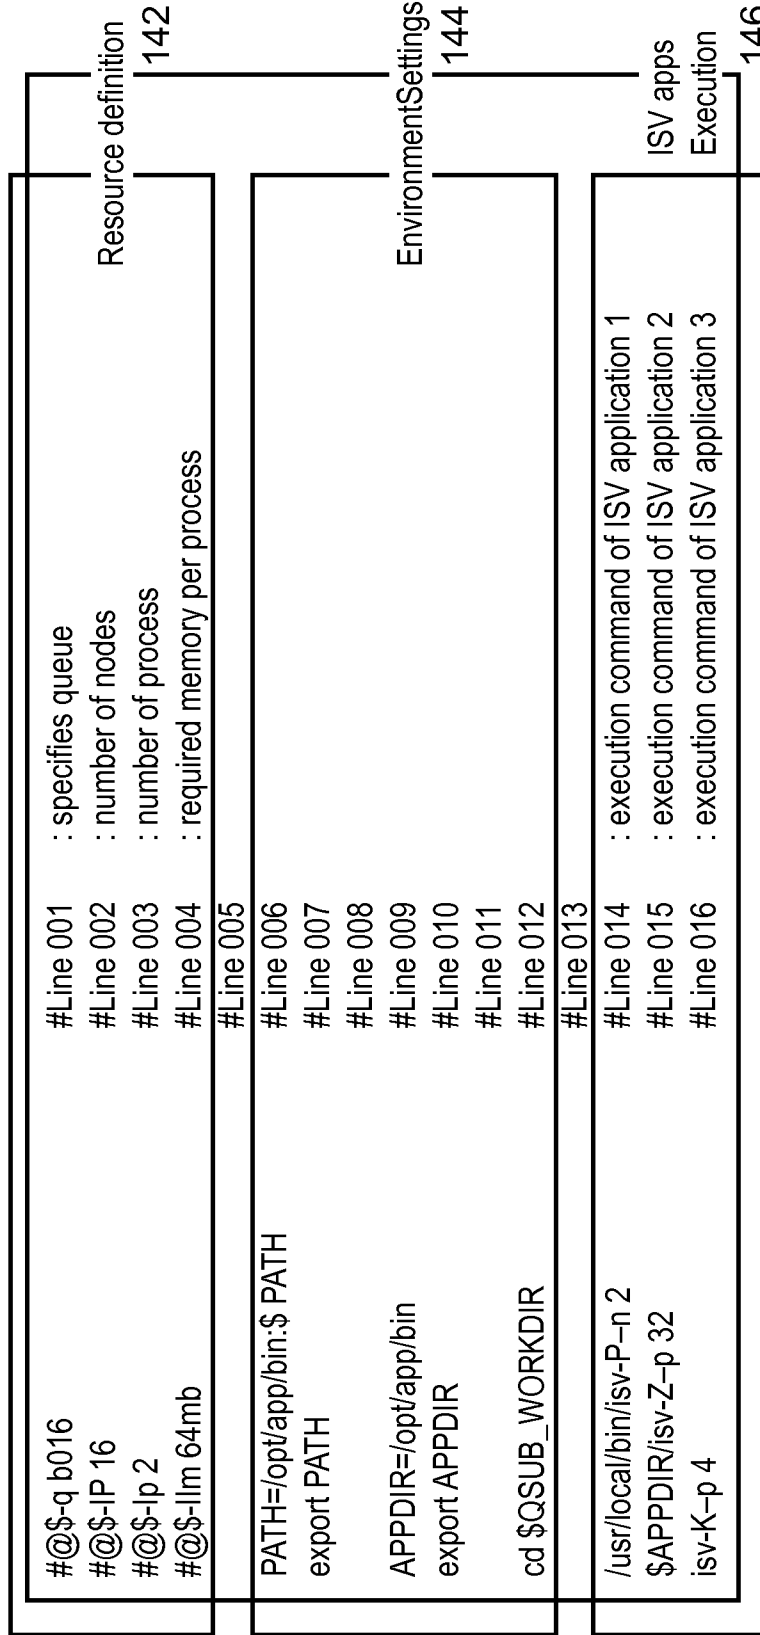 #@$-q b016 #Line 001 : specifies queue
#@$-IP 16 #Line 002 : number of nodes
#@$-Ip 2 #Line 003 : number of process
#@$-IIm 64mb #Line 004 : required memory per process
Resource definition
142
#Line 005
PATH=/opt/app/bin:$ PATH #Line 006
export PATH #Line 007
#Line 008
APPDIR=/opt/app/bin #Line 009
export APPDIR #Line 010
#Line 011
cd $QSUB_WORKDIR #Line 012
EnvironmentSettings
144
#Line 013
/usr/local/bin/isv-P–n 2 #Line 014 : execution command of ISV application 1
$APPDIR/isv-Z–p 32 #Line 015 : execution command of ISV application 2
isv-K–p 4 #Line 016 : execution command of ISV application 3
ISV apps
Execution
146